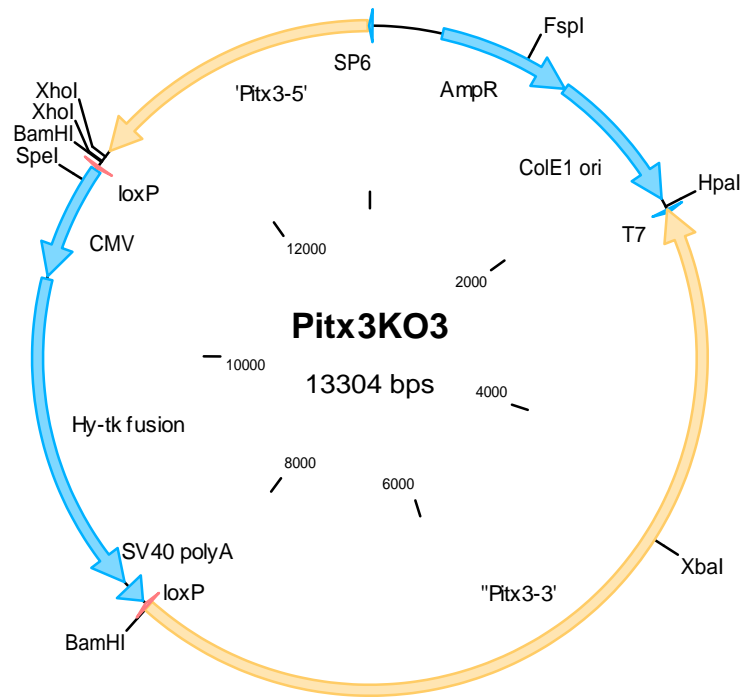 FspI
SP6
AmpR
'Pitx3-5'
XhoI
XhoI
BamHI
SpeI
loxP
ColE1 ori
HpaI
T7
CMV
12000
2000
Pitx3KO3
13304 bps
10000
4000
Hy-tk fusion
8000
6000
SV40 polyA
loxP
"Pitx3-3'
XbaI
BamHI